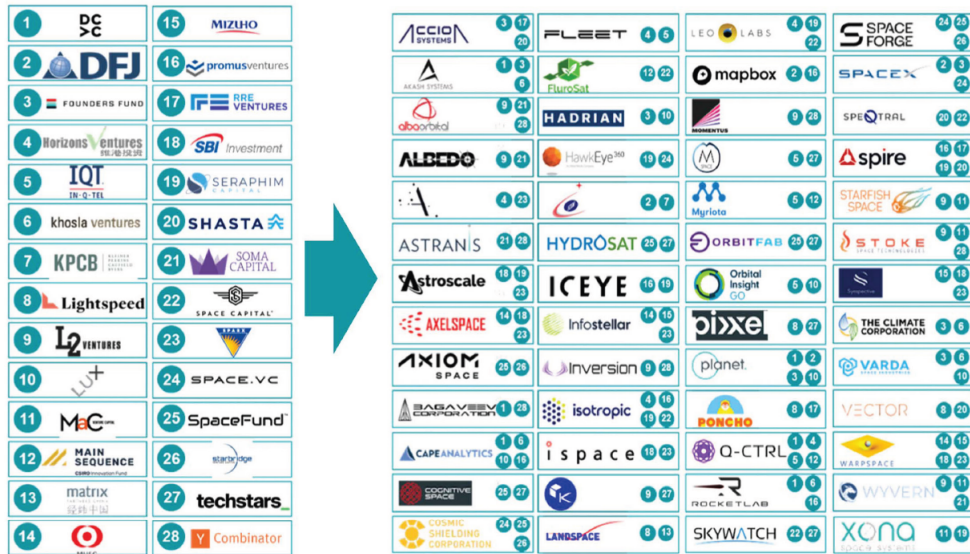 1
DC
>C
2
DFJ
3
FOUNDERS FUND
4
Horizons Ventures
維港投資
5
IQT
IN·Q·TEL
6
khosla ventures
7
KPCB
8
Lightspeed
9
L2 VENTURES
10
LUX
11
MaC
12
MAIN
SEQUENCE
CSIRO Innovation Fund
13
matrix
经纬中国
14
15
MIZUHO
16
promusventures
17
RRE
VENTURES
18
SBI Investment
19
SERAPHIM
CAPITAL
20
SHASTA
21
SOMA
CAPITAL
22
SPACE CAPITAL
23
SPARX
24
SPACE.VC
25
SpaceFund
26
starbridge
27
techstars_
28
Y Combinator
ACCION
SYSTEMS
3 17
20
AKASH SYSTEMS
1 3
6
albaorbital
9 21
28
ALBEDO
9 21
A
4 23
ASTRANIS
21 28
Astroscale
18 19
23
AXELSPACE
14 18
23
AXIOM
SPACE
25 26
BAGAVEEV
CORPORATION
1 28
CAPE ANALYTICS
1 6
10 16
COGNITIVE
SPACE
25 27
COSMIC
SHIELDING
CORPORATION
24 25
26
FLEET
4 5
FluroSat
12 22
HADRIAN
3 10
HawkEye360
19 24
2 7
HYDROSAT
25 27
ICEYE
16 19
Infostellar
14 15
23
Inversion
9 28
isotropic
4 16
19 22
ispace
18 23
K
9 27
LANDSPACE
8 13
LEO LABS
4 19
22
mapbox
2 16
MOMENTUS
9 28
M
SPACE
5 27
Myriota
5 12
ORBITFAB
25 27
Orbital
Insight
GO
5 10
pixxel
8 27
planet.
1 2
3 10
PONCHO
8 17
Q-CTRL
1 4
5 12
ROCKETLAB
1 6
16
SKYWATCH
22 27
SPACE
FORGE
24 25
26
SPACEX
2 3
24
SPEQTRAL
20 22
spire
16 17
19 20
STARFISH
SPACE
9 11
STOKE
SPACE TECHNOLOGIES
9 11
28
Synspective
15 18
23
THE CLIMATE
CORPORATION
3 6
VARDA
SPACE INDUSTRIES
3 6
10
VECTOR
8 20
WARPSPACE
14 15
18 23
WYVERN
9 11
21
xona
space systems
11 19